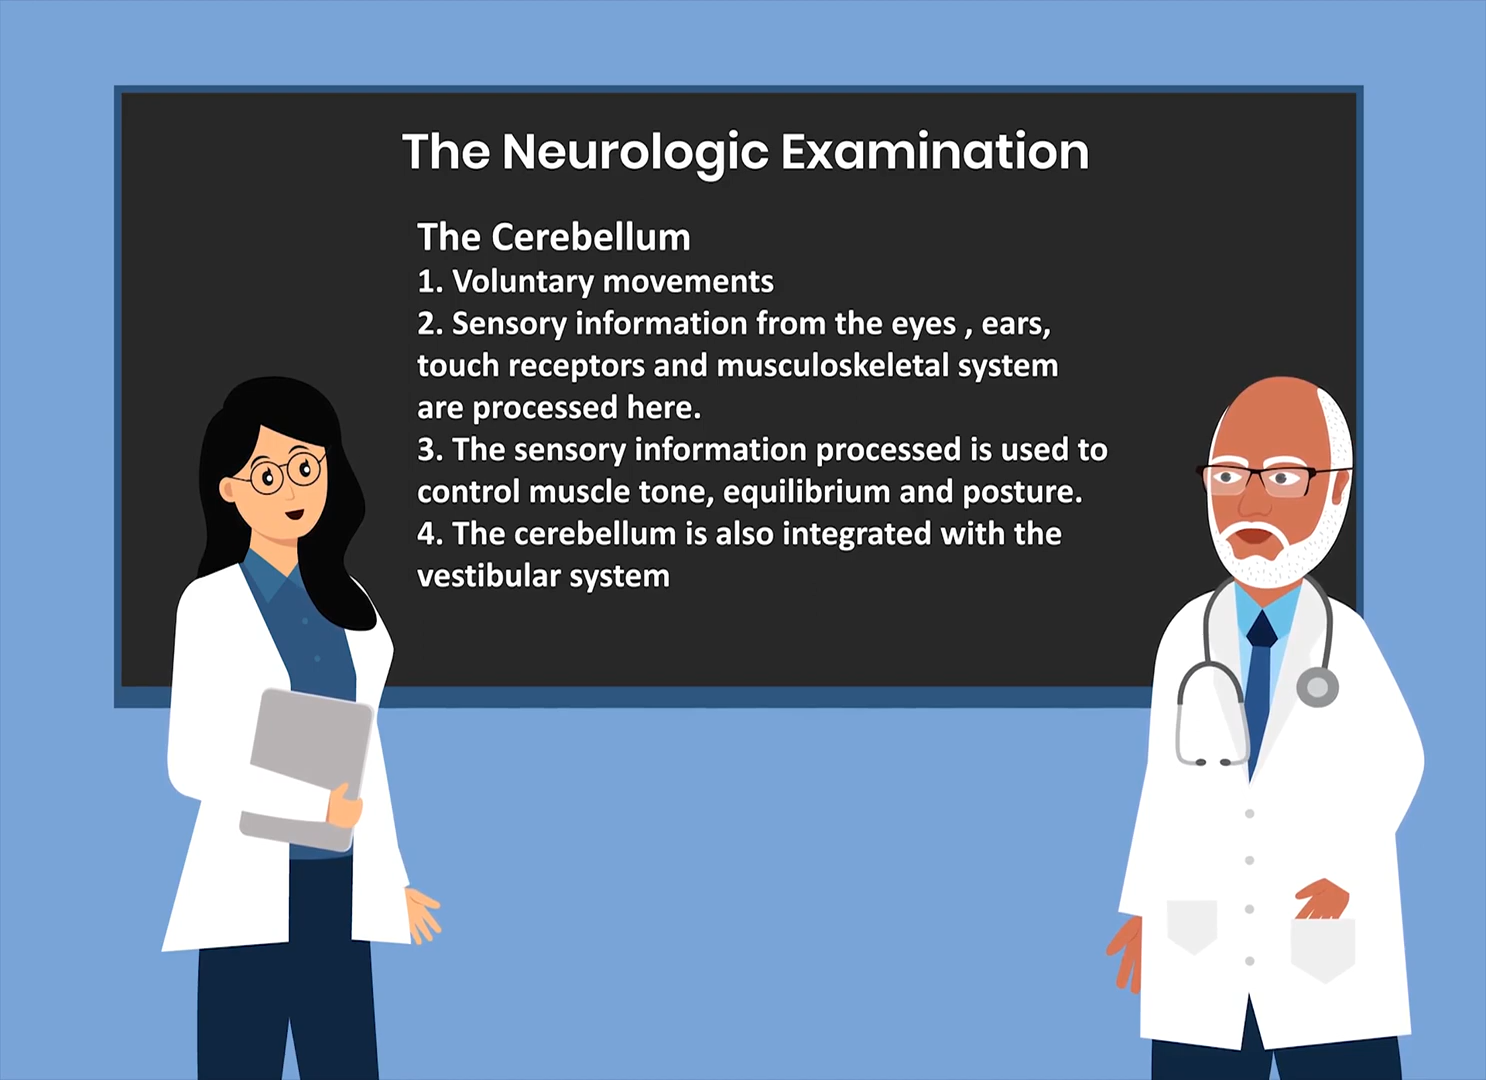 The Neurologic Examination
The Cerebellum
1. Voluntary movements
2. Sensory information from the eyes , ears,
touch receptors and musculoskeletal system
are processed here.
3. The sensory information processed is used to
control muscle tone, equilibrium and posture.
4. The cerebellum is also integrated with the
vestibular system